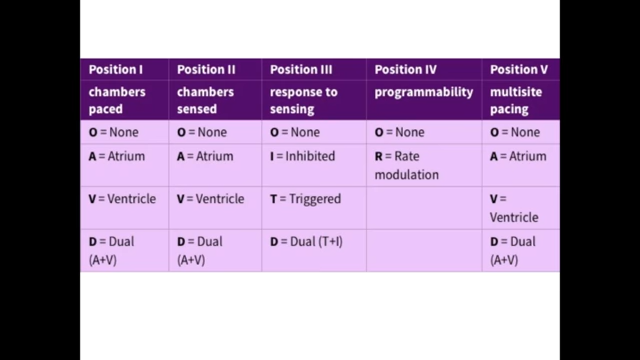 Position I Position II Position III Position IV Position V
chambers paced chambers sensed response to sensing programmability multisite pacing
O = None O = None O = None O = None O = None
A = Atrium A = Atrium I = Inhibited R = Rate modulation A = Atrium
V = Ventricle V = Ventricle T = Triggered V = Ventricle
D = Dual (A+V) D = Dual (A+V) D = Dual (T+I) D = Dual (A+V)